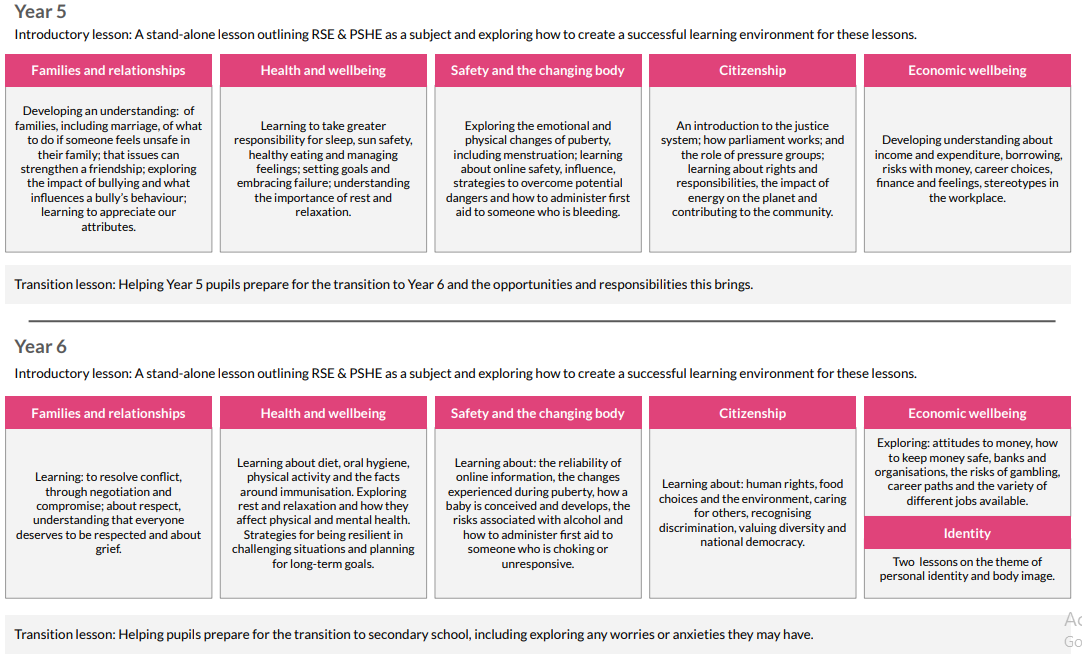 Year 5
Introductory lesson: A stand-alone lesson outlining RSE & PSHE as a subject and exploring how to create a successful learning environment for these lessons.
Families and relationships
Developing an understanding: of
families, including marriage, of what
to do if someone feels unsafe in
their family; that issues can
strengthen a friendship; exploring
the impact of bullying and what
influences a bully's behaviour;
learning to appreciate our
attributes.
Health and wellbeing
Learning to take greater
responsibility for sleep, sun safety,
healthy eating and managing
feelings; setting goals and
embracing failure; understanding
the importance of rest and
relaxation.
Safety and the changing body
Exploring the emotional and
physical changes of puberty,
including menstruation; learning
about online safety, influence,
strategies to overcome potential
dangers and how to administer first
aid to someone who is bleeding.
Citizenship
An introduction to the justice
system; how parliament works; and
the role of pressure groups;
learning about rights and
responsibilities, the impact of
energy on the planet and
contributing to the community.
Economic wellbeing
Developing understanding about
income and expenditure, borrowing,
risks with money, career choices,
finance and feelings, stereotypes in
the workplace.
Transition lesson: Helping Year 5 pupils prepare for the transition to Year 6 and the opportunities and responsibilities this brings.
Year 6
Introductory lesson: A stand-alone lesson outlining RSE & PSHE as a subject and exploring how to create a successful learning environment for these lessons.
Families and relationships
Learning: to resolve conflict,
through negotiation and
compromise; about respect,
understanding that everyone
deserves to be respected and about
grief.
Health and wellbeing
Learning about diet, oral hygiene,
physical activity and the facts
around immunisation. Exploring
rest and relaxation and how they
affect physical and mental health.
Strategies for being resilient in
challenging situations and planning
for long-term goals.
Safety and the changing body
Learning about: the reliability of
online information, the changes
experienced during puberty, how a
baby is conceived and develops, the
risks associated with alcohol and
how to administer first aid to
someone who is choking or
unresponsive.
Citizenship
Learning about: human rights, food
choices and the environment, caring
for others, recognising
discrimination, valuing diversity and
national democracy.
Economic wellbeing
Exploring: attitudes to money, how
to keep money safe, banks and
organisations, the risks of gambling,
career paths and the variety of
different jobs available.
Identity
Two lessons on the theme of
personal identity and body image.
Transition lesson: Helping pupils prepare for the transition to secondary school, including exploring any worries or anxieties they may have.